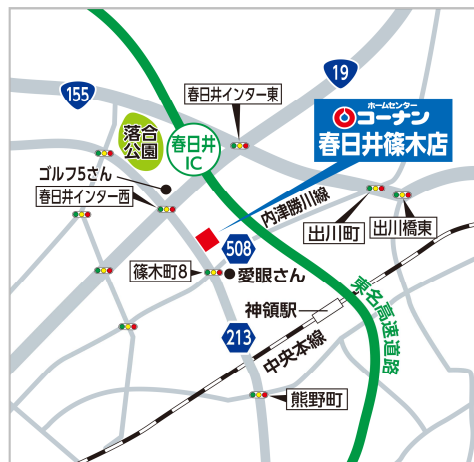 19
155
春日井インター東
ホームセンター
コーナン
春日井篠木店
落合
公園
春日井
IC
ゴルフ5さん
春日井インター西
内津勝川線
出川町
出川橋東
508
篠木町8
愛眼さん
東名高速道路
神領駅
213
中央本線
熊野町